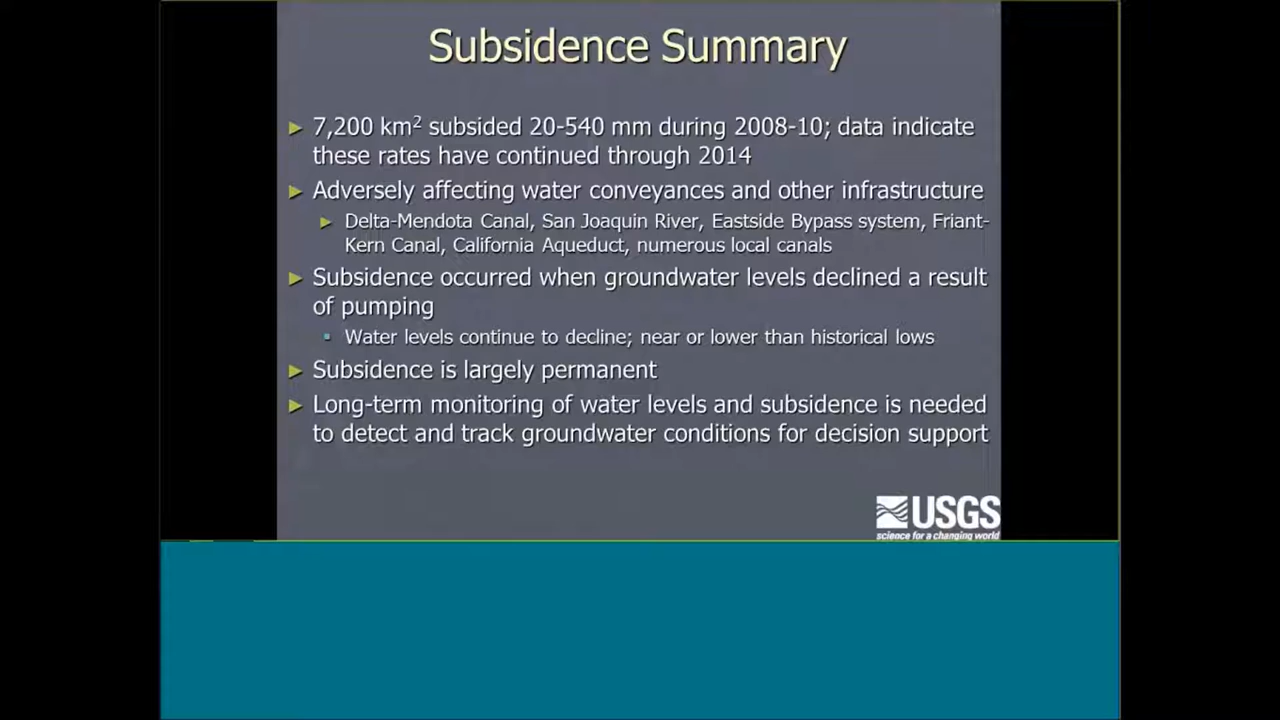 Subsidence Summary
7,200 km² subsided 20-540 mm during 2008-10; data indicate
these rates have continued through 2014
Adversely affecting water conveyances and other infrastructure
Delta-Mendota Canal, San Joaquin River, Eastside Bypass system, Friant-
Kern Canal, California Aqueduct, numerous local canals
Subsidence occurred when groundwater levels declined a result
of pumping
Water levels continue to decline; near or lower than historical lows
Subsidence is largely permanent
Long-term monitoring of water levels and subsidence is needed
to detect and track groundwater conditions for decision support
USGS
science for a changing world